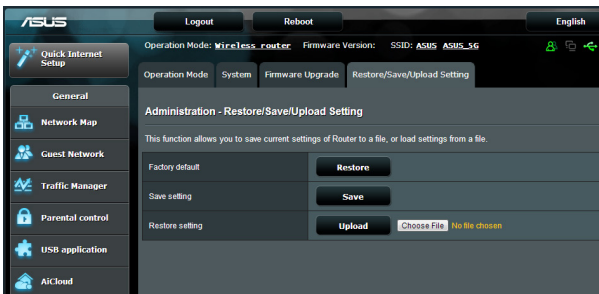 ASUS
Logout
Reboot
English
Quick Internet Setup
Operation Mode: Wireless router Firmware Version: SSID: ASUS ASUS_5G
Operation Mode
System
Firmware Upgrade
Restore/Save/Upload Setting
General
Network Map
Guest Network
Traffic Manager
Parental control
USB application
AiCloud
Administration - Restore/Save/Upload Setting
This function allows you to save current settings of Router to a file, or load settings from a file.
Factory default Restore
Save setting Save
Restore setting Upload Choose File No file chosen